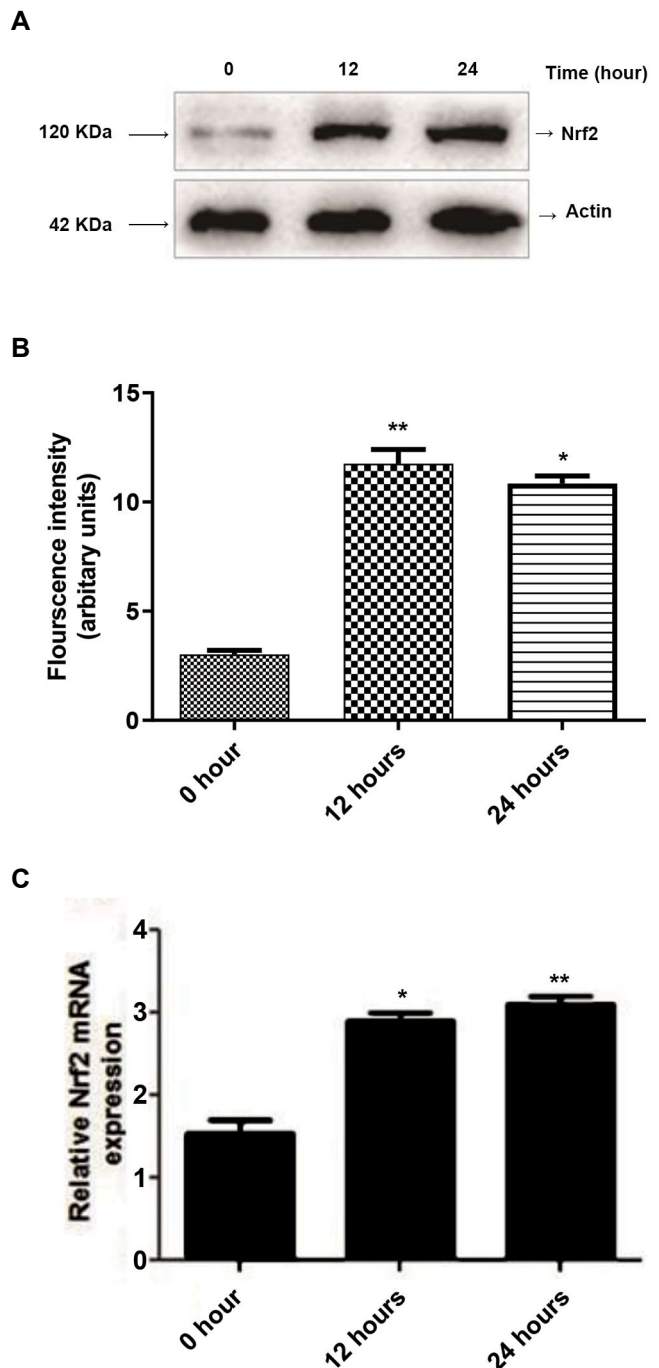 A
0 12 24 Time (hour)
120 KDa → → Nrf2
42 KDa → → Actin
B
Flourscence intensity
(arbitary units)
15
10
5
0
**
*
0 hour
12 hours
24 hours
C
Relative Nrf2 mRNA
expression
4
3
2
1
0
*
**
0 hour
12 hours
24 hours